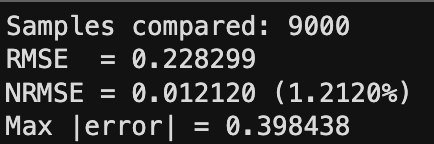 Samples compared: 9000
RMSE  = 0.228299
NRMSE = 0.012120 (1.2120%)
Max |error| = 0.398438